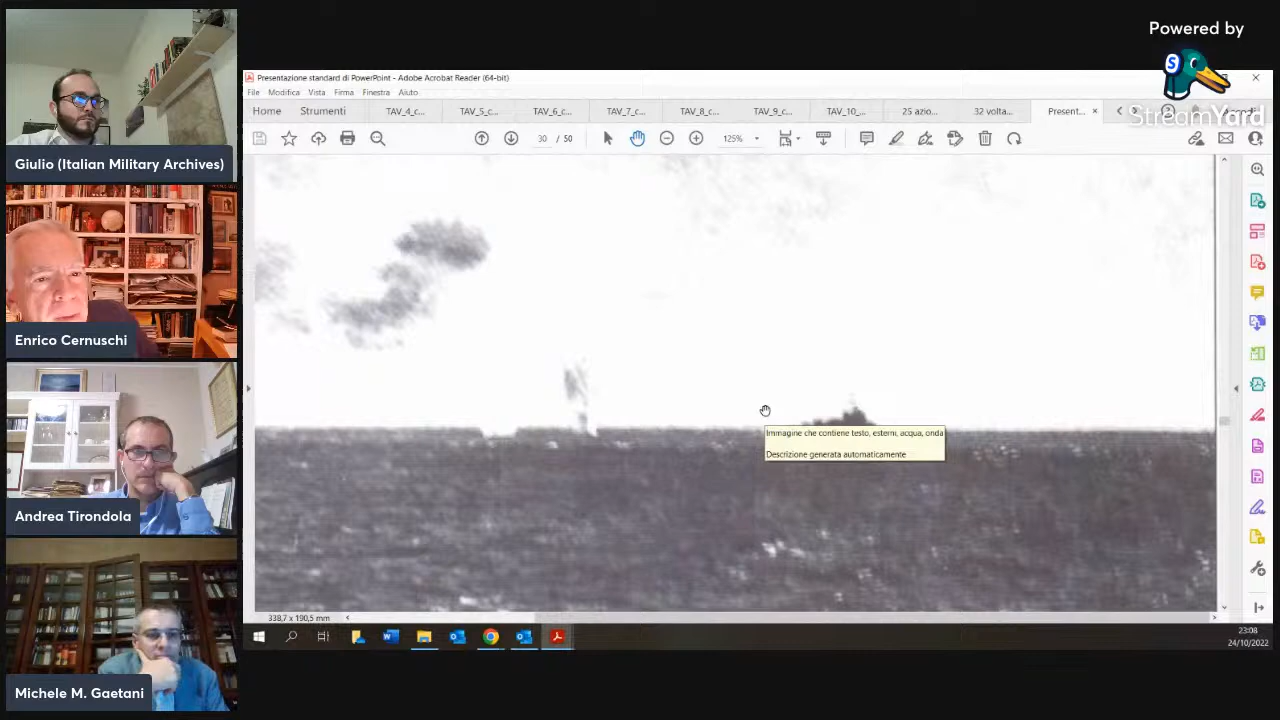 Powered by
StreamYard
Giulio (Italian Military Archives)
Enrico Cernuschi
Andrea Tirondola
Michele M. Gaetani
Presentazione standard di PowerPoint - Adobe Acrobat Reader (64-bit)
File Modifica Vista Firma Finestra Aiuto
Home Strumenti TAV_4_c... TAV_5_c... TAV_6_c... TAV_7_c... TAV_8_c... TAV_9_c... TAV_10_... 25 azio... 32 volta... Present...
30 / 50 125%
Immagine che contiene testo, esterni, acqua, onda
Descrizione generata automaticamente
338,7 x 190,5 mm
23:08
24/10/2022